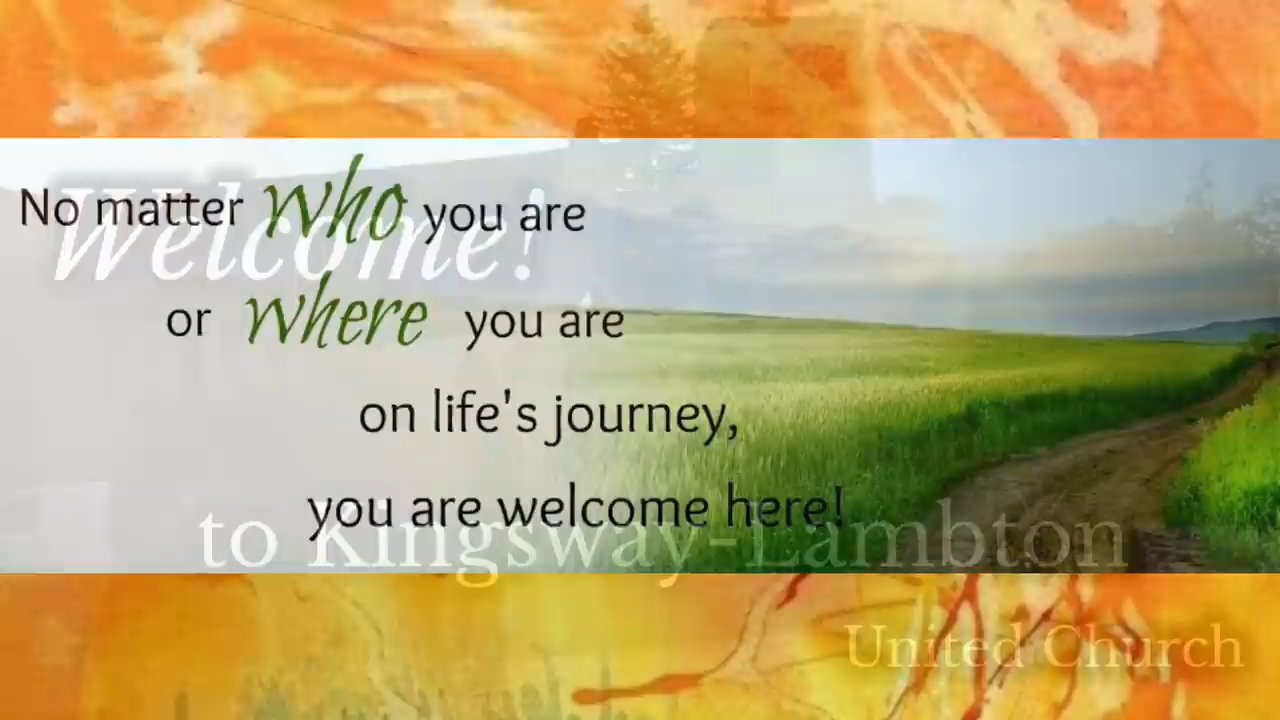 Welcome!
No matter who you are
or where you are
on life's journey,
you are welcome here!
to Kingsway-Lambton
United Church